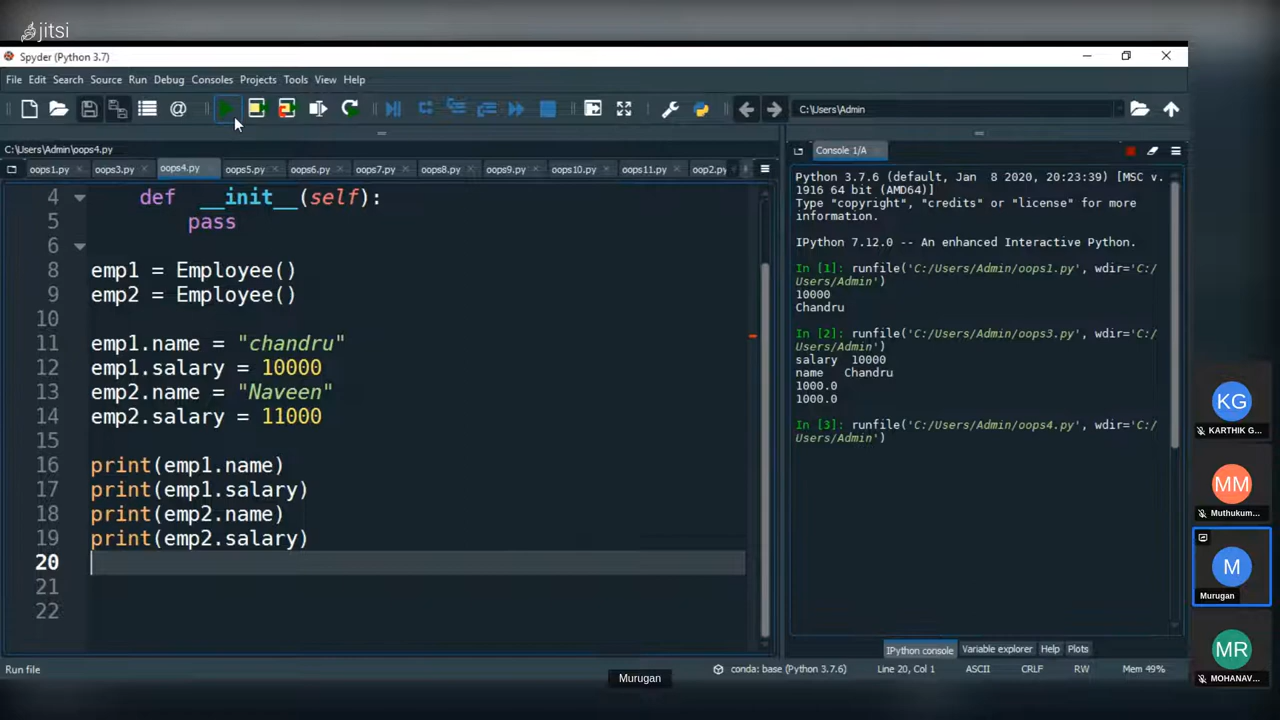 jitsi
Spyder (Python 3.7)
File Edit Search Source Run Debug Consoles Projects Tools View Help
C:\Users\Admin
C:\Users\Admin\oops4.py
oops1.py oops3.py oops4.py oops5.py oops6.py oops7.py oops8.py oops9.py oops10.py oops11.py oop2.py
4 def __init__(self):
5 pass
6
8 emp1 = Employee()
9 emp2 = Employee()
10
11 emp1.name = "chandru"
12 emp1.salary = 10000
13 emp2.name = "Naveen"
14 emp2.salary = 11000
15
16 print(emp1.name)
17 print(emp1.salary)
18 print(emp2.name)
19 print(emp2.salary)
20
21
22
Console 1/A
Python 3.7.6 (default, Jan 8 2020, 20:23:39) [MSC v.
1916 64 bit (AMD64)]
Type "copyright", "credits" or "license" for more
information.
IPython 7.12.0 -- An enhanced Interactive Python.
In [1]: runfile('C:/Users/Admin/oops1.py', wdir='C:/
Users/Admin')
10000
Chandru
In [2]: runfile('C:/Users/Admin/oops3.py', wdir='C:/
Users/Admin')
salary 10000
name Chandru
1000.0
1000.0
In [3]: runfile('C:/Users/Admin/oops4.py', wdir='C:/
Users/Admin')
IPython console Variable explorer Help Plots
Run file
conda: base (Python 3.7.6) Line 20, Col 1 ASCII CRLF RW Mem 49%
Murugan
KG
KARTHIK G...
MM
Muthukum...
M
Murugan
MR
MOHANAV...